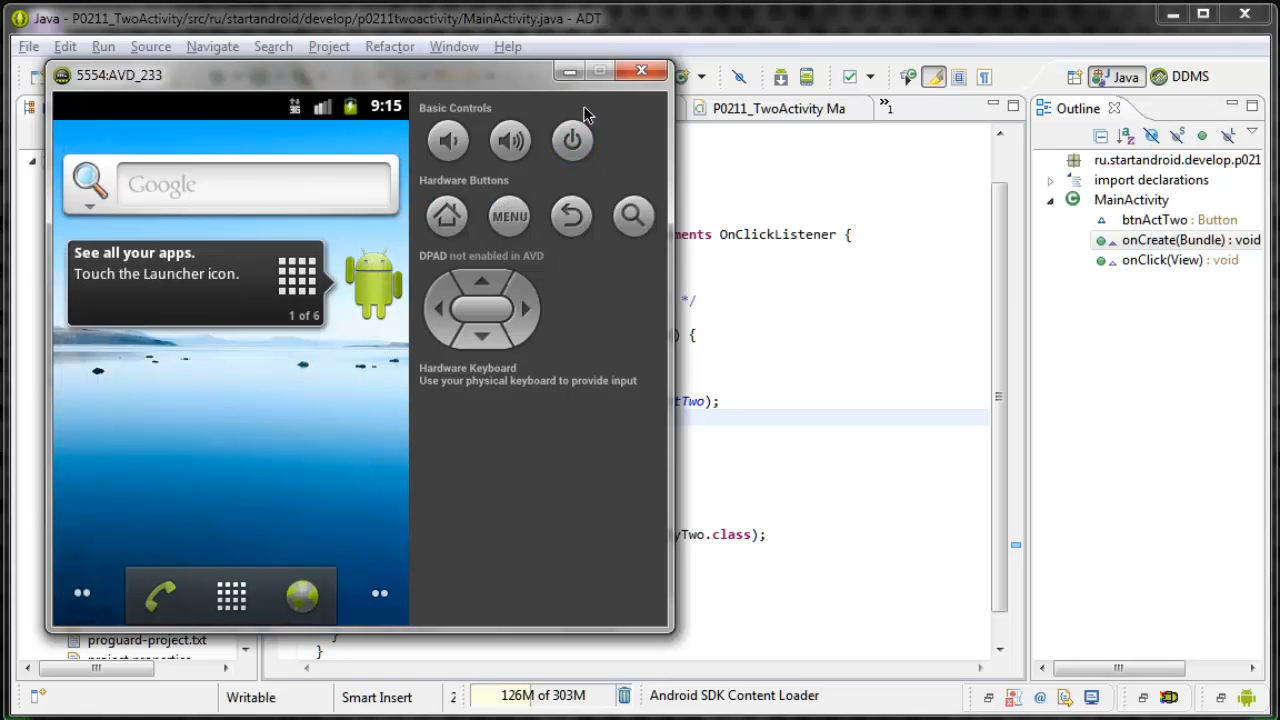 Java - P0211_TwoActivity/src/ru/startandroid/develop/p0211twoactivity/MainActivity.java - ADT
File Edit Run Source Navigate Search Project Refactor Window Help
Java DDMS
5554:AVD_233
9:15
Google
See all your apps.
Touch the Launcher icon.
1 of 6
Basic Controls
Hardware Buttons
MENU
DPAD not enabled in AVD
Hardware Keyboard
Use your physical keyboard to provide input
P0211_TwoActivity Ma
»1
OnClickListener {
*/
) {
tTwo);
yTwo.class);
}
}
Outline
ru.startandroid.develop.p021
import declarations
MainActivity
btnActTwo : Button
onCreate(Bundle) : void
onClick(View) : void
proguard-project.txt
Writable
Smart Insert
2
126M of 303M
Android SDK Content Loader